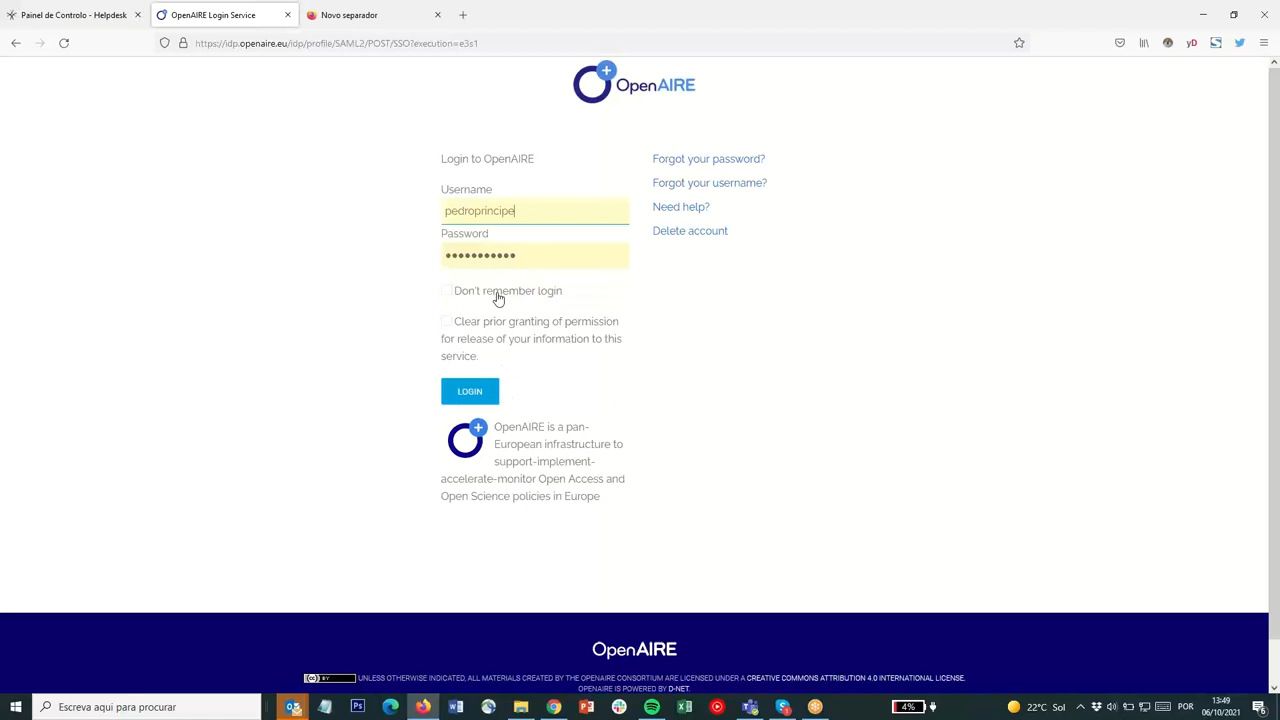 Painel de Controlo - Helpdesk
OpenAIRE Login Service
Novo separador
https://idp.openaire.eu/idp/profile/SAML2/POST/SSO?execution=e3s1
yD
OpenAIRE
Login to OpenAIRE
Username
pedroprincipe
Password
Don't remember login
Clear prior granting of permission
for release of your information to this
service.
LOGIN
Forgot your password?
Forgot your username?
Need help?
Delete account
OpenAIRE is a pan-
European infrastructure to
support-implement-
accelerate-monitor Open Access and
Open Science policies in Europe
OpenAIRE
(cc) BY UNLESS OTHERWISE INDICATED, ALL MATERIALS CREATED BY THE OPENAIRE CONSORTIUM ARE LICENSED UNDER A CREATIVE COMMONS ATTRIBUTION 4.0 INTERNATIONAL LICENSE.
OPENAIRE IS POWERED BY D-NET.
Escreva aqui para procurar
4%
22°C Sol
POR
13:49
06/10/2021